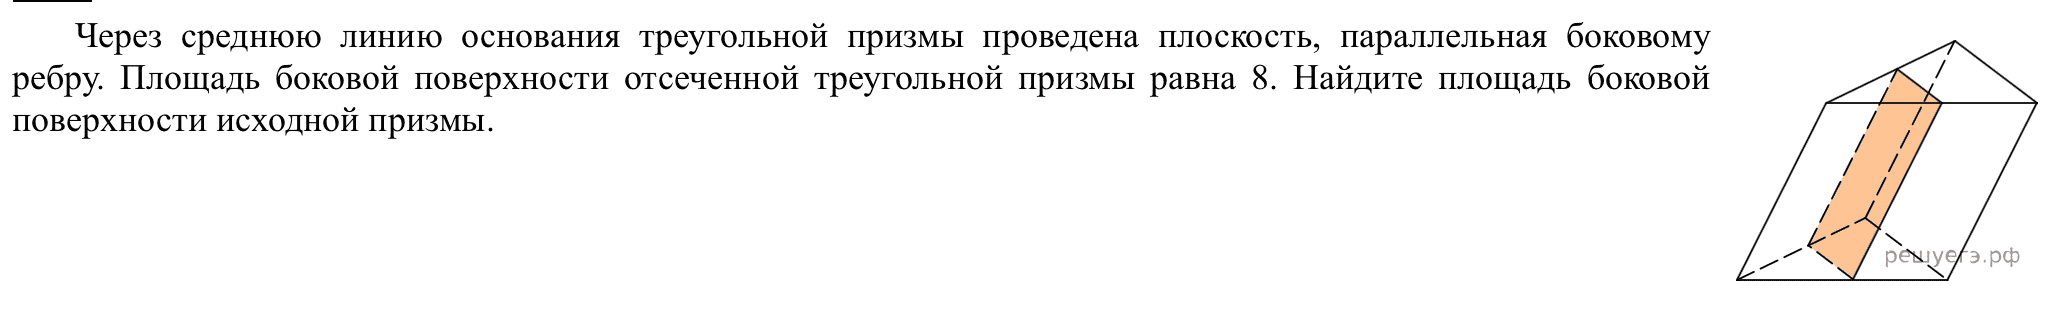 Через среднюю линию основания треугольной призмы проведена плоскость, параллельная боковому
ребру. Площадь боковой поверхности отсеченной треугольной призмы равна 8. Найдите площадь боковой
поверхности исходной призмы.
решуегэ.рф